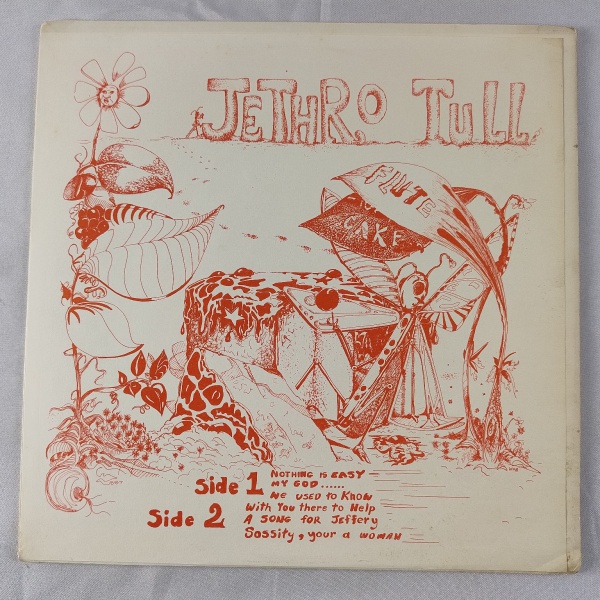 JETHRO TULL
FLUTE
CAKE
Side 1 NOTHING IS EASY
MY GOD......
WE USED TO KNOW
Side 2 With You there to Help
A SONG FOR Jeffery
Sossity, your a WOMAN